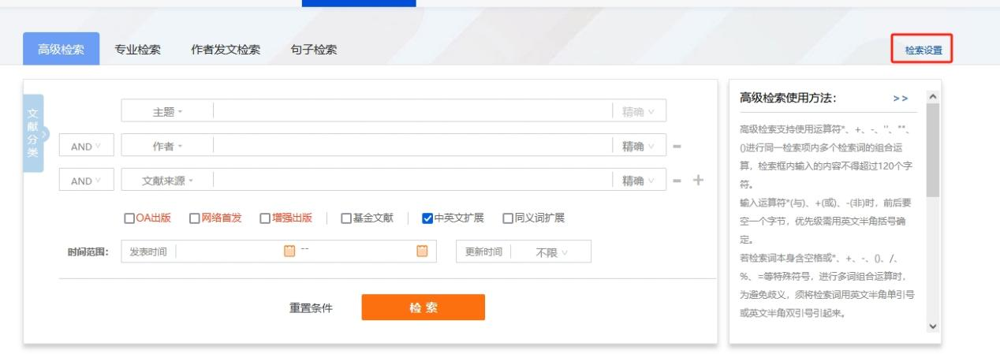 高级检索 专业检索 作者发文检索 句子检索 检索设置
文献分类
主题 精确
AND 作者 精确
AND 文献来源 精确
OA出版 网络首发 增强出版 基金文献 中英文扩展 同义词扩展
时间范围: 发表时间 -- 更新时间 不限
重置条件 检索
高级检索使用方法: >>
高级检索支持使用运算符*、+、-、''、""、
()进行同一检索项内多个检索词的组合运
算，检索框内输入的内容不得超过120个字
符。
输入运算符*(与)、+(或)、-(非)时，前后要
空一个字节，优先级需用英文半角括号确
定。
若检索词本身含空格或*、+、-、()、/、
%、=等特殊符号，进行多词组合运算时，
为避免歧义，须将检索词用英文半角单引号
或英文半角双引号引起来。